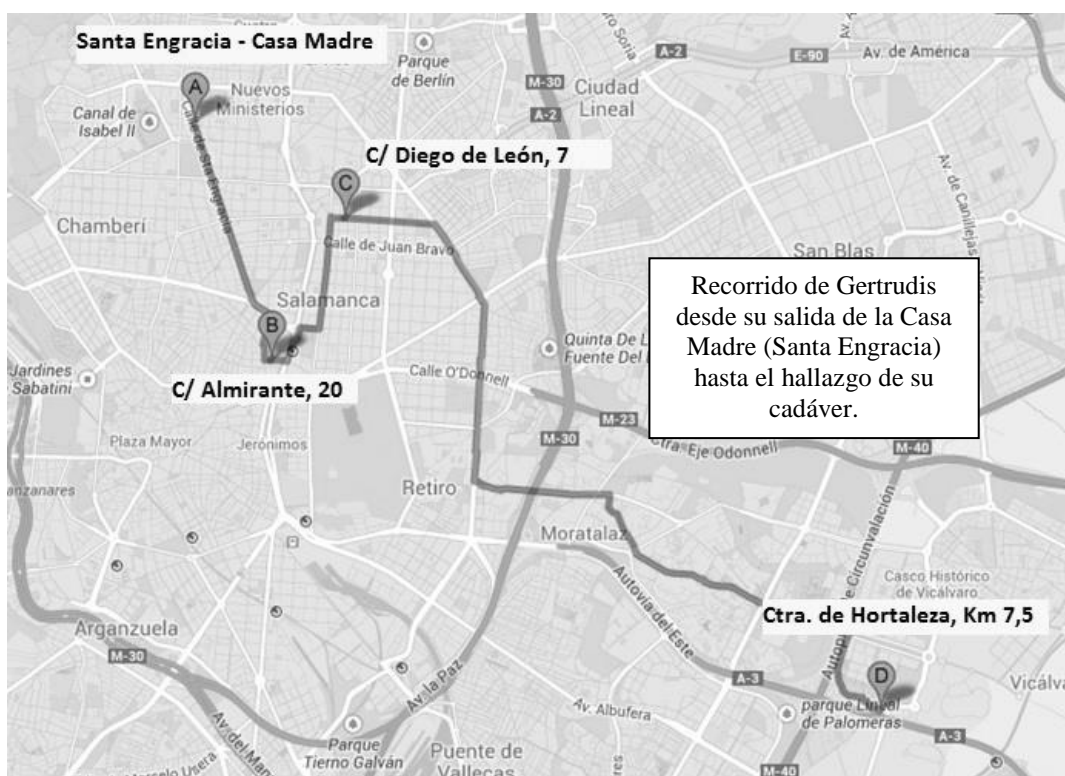 Santa Engracia - Casa Madre
A
Nuevos
Ministerios
Canal de
Isabel II
Calle de Sta Engracia
Parque
de Berlín
M-30
A-2
Ciudad
Lineal
A-2
E-90
Av. de América
C/ Diego de León, 7
C
Chamberí
Calle de Juan Bravo
Av. de Canillejas
San Blas
Salamanca
B
C/ Almirante, 20
Recorrido de Gertrudis
desde su salida de la Casa
Madre (Santa Engracia)
hasta el hallazgo de su
cadáver.
Quinta De
Fuente Del
Jardines
Sabatini
Calle O'Donnell
M-23
Ctra. Eje Odonnell
M-40
Plaza Mayor
Jerónimos
M-30
Retiro
Moratalaz
Autovía del Este
de Circunvalación
Casco Histórico
de Vicálvaro
Ctra. de Hortaleza, Km 7,5
Arganzuela
M-30
Av. la Paz
A-3
D
parque Lineal
de Palomeras
Av. Albufera
A-3
Parque
Tierno Galván
Puente de
Vallecas
M-40